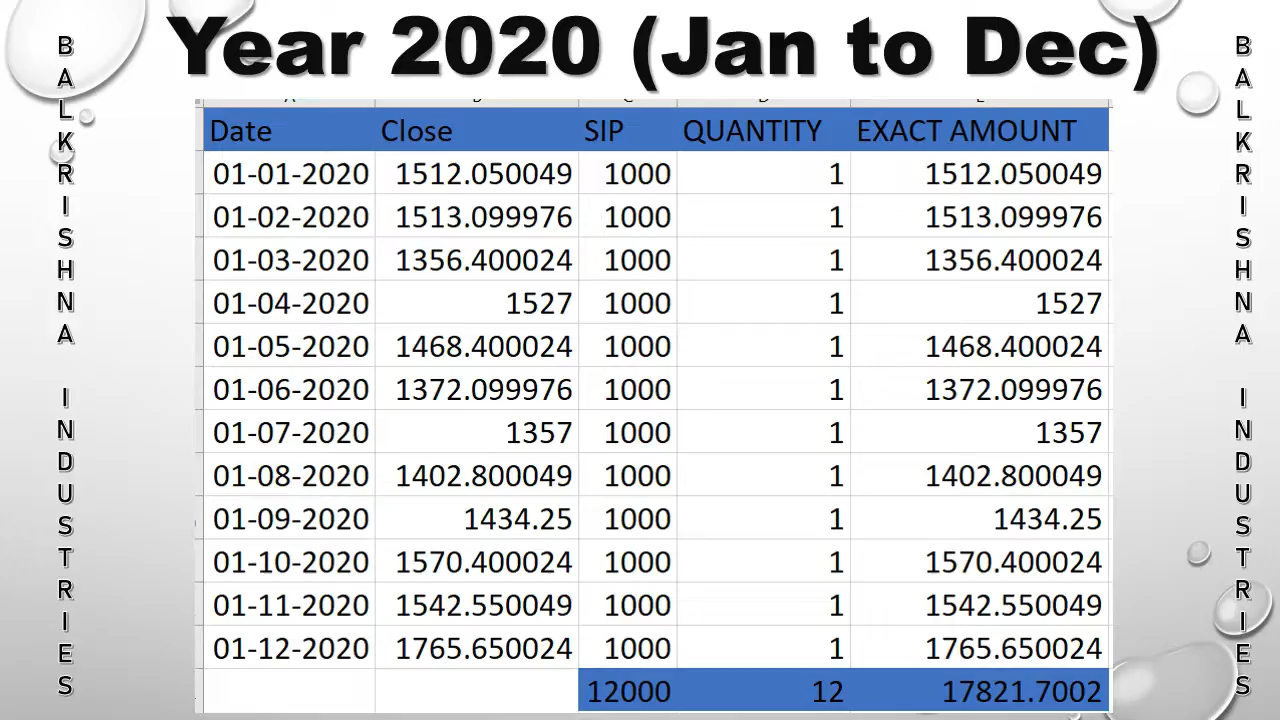 Year 2020 (Jan to Dec)
BALKRISHNA INDUSTRIES
Date Close SIP QUANTITY EXACT AMOUNT
01-01-2020 1512.050049 1000 1 1512.050049
01-02-2020 1513.099976 1000 1 1513.099976
01-03-2020 1356.400024 1000 1 1356.400024
01-04-2020 1527 1000 1 1527
01-05-2020 1468.400024 1000 1 1468.400024
01-06-2020 1372.099976 1000 1 1372.099976
01-07-2020 1357 1000 1 1357
01-08-2020 1402.800049 1000 1 1402.800049
01-09-2020 1434.25 1000 1 1434.25
01-10-2020 1570.400024 1000 1 1570.400024
01-11-2020 1542.550049 1000 1 1542.550049
01-12-2020 1765.650024 1000 1 1765.650024
12000 12 17821.7002
BALKRISHNA INDUSTRIES